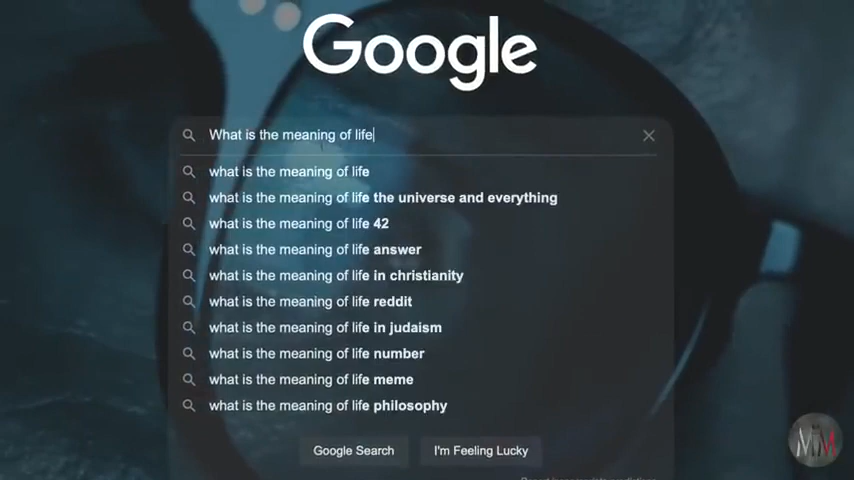 Google
What is the meaning of life
what is the meaning of life
what is the meaning of life the universe and everything
what is the meaning of life 42
what is the meaning of life answer
what is the meaning of life in christianity
what is the meaning of life reddit
what is the meaning of life in judaism
what is the meaning of life number
what is the meaning of life meme
what is the meaning of life philosophy
Google Search I'm Feeling Lucky
MM